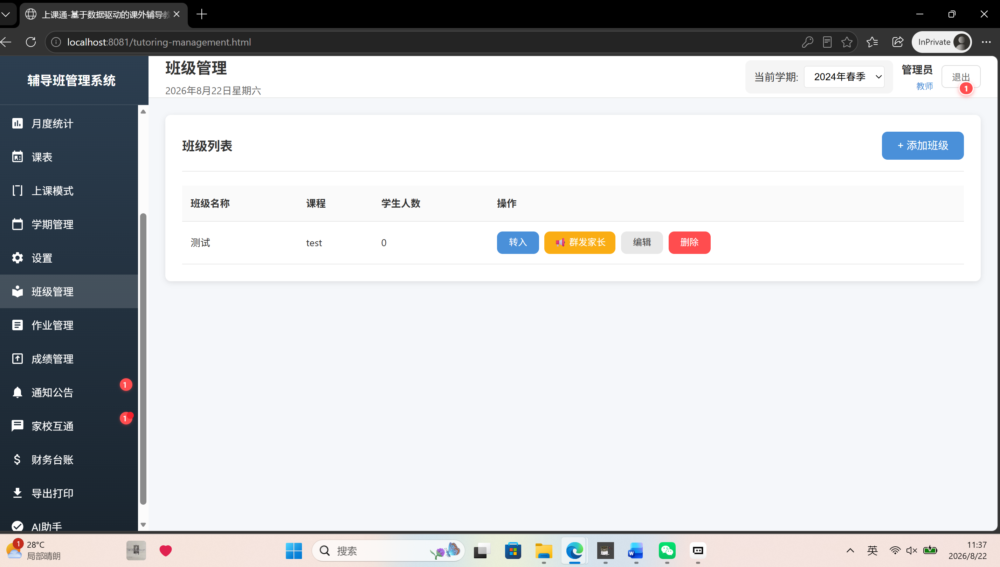 上课通-基于数据驱动的课外辅导教
localhost:8081/tutoring-management.html
InPrivate
辅导班管理系统
月度统计
课表
上课模式
学期管理
设置
班级管理
作业管理
成绩管理
通知公告
1
家校互通
1
财务台账
导出打印
AI助手
班级管理
2026年8月22日星期六
当前学期:
2024年春季
管理员
教师
退出
1
班级列表
+ 添加班级
班级名称 课程 学生人数 操作
测试 test 0 转入 群发家长 编辑 删除
1
28°C
局部晴朗
搜索
英
11:37
2026/8/22